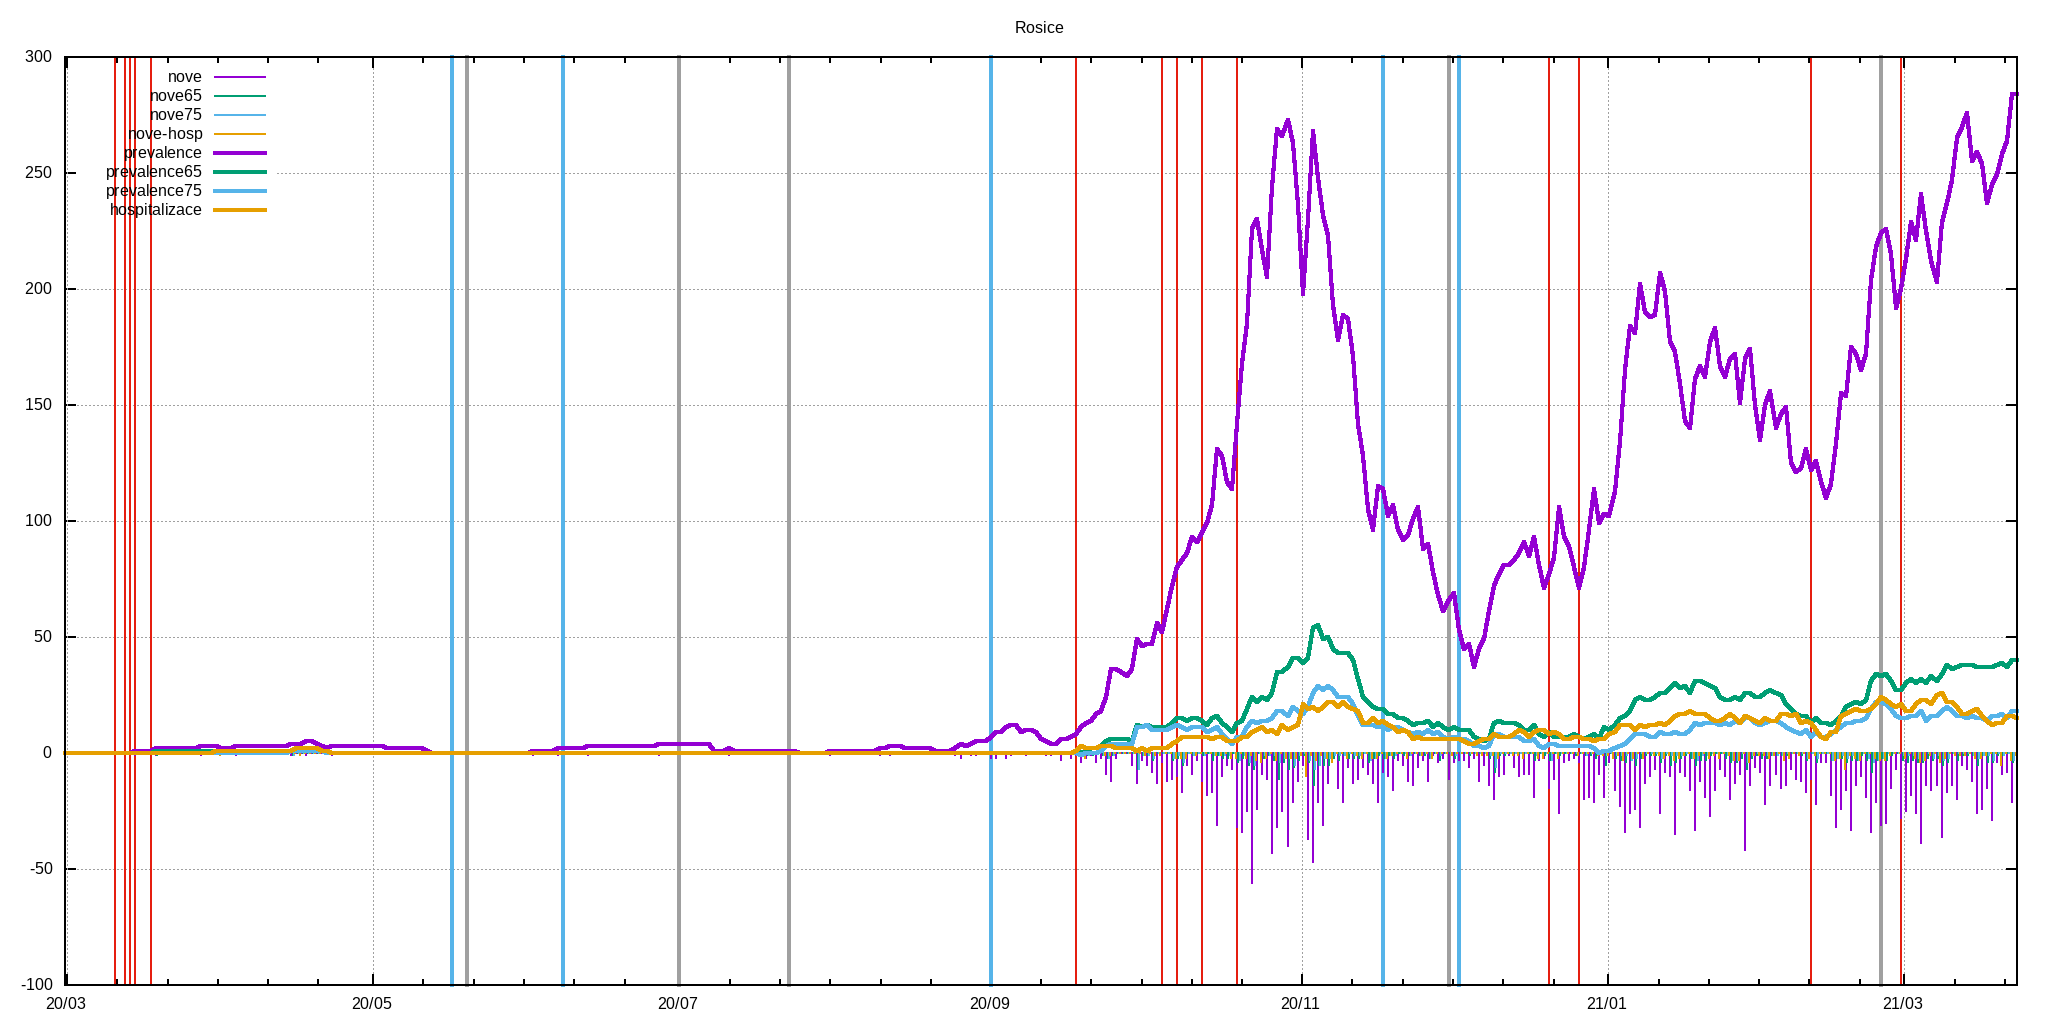 Rosice
300
250
200
150
100
50
0
-50
-100
nove
nove65
nove75
nove-hosp
prevalence
prevalence65
prevalence75
hospitalizace
20/03 20/05 20/07 20/09 20/11 21/01 21/03